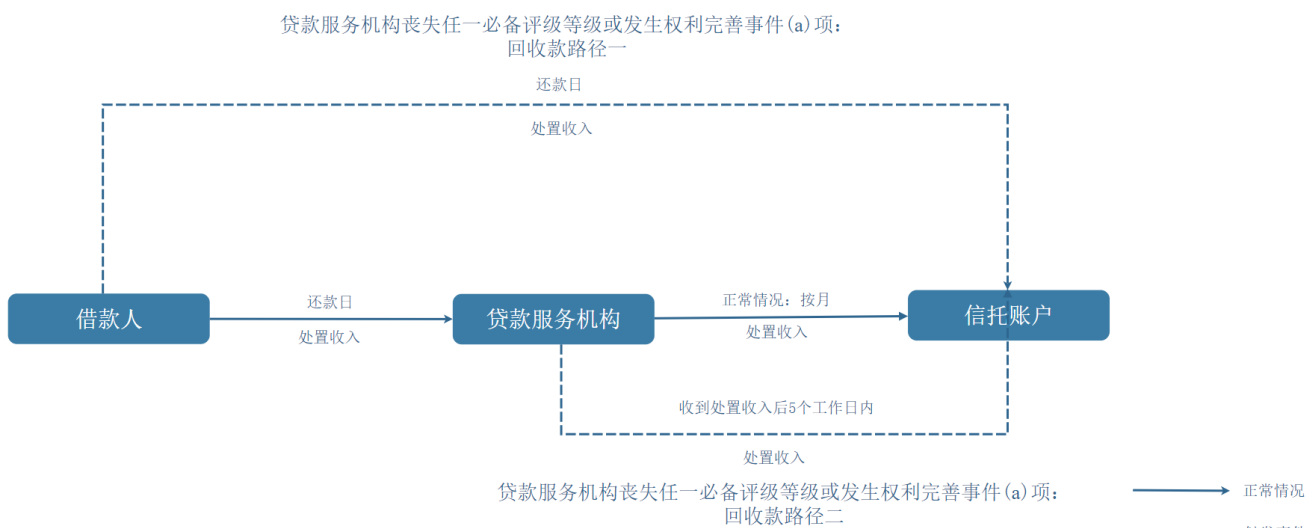 贷款服务机构丧失任一必备评级等级或发生权利完善事件(a)项：
回收款路径一
还款日
处置收入
借款人
还款日
处置收入
贷款服务机构
正常情况：按月
处置收入
信托账户
收到处置收入后5个工作日内
处置收入
贷款服务机构丧失任一必备评级等级或发生权利完善事件(a)项：
回收款路径二
正常情况